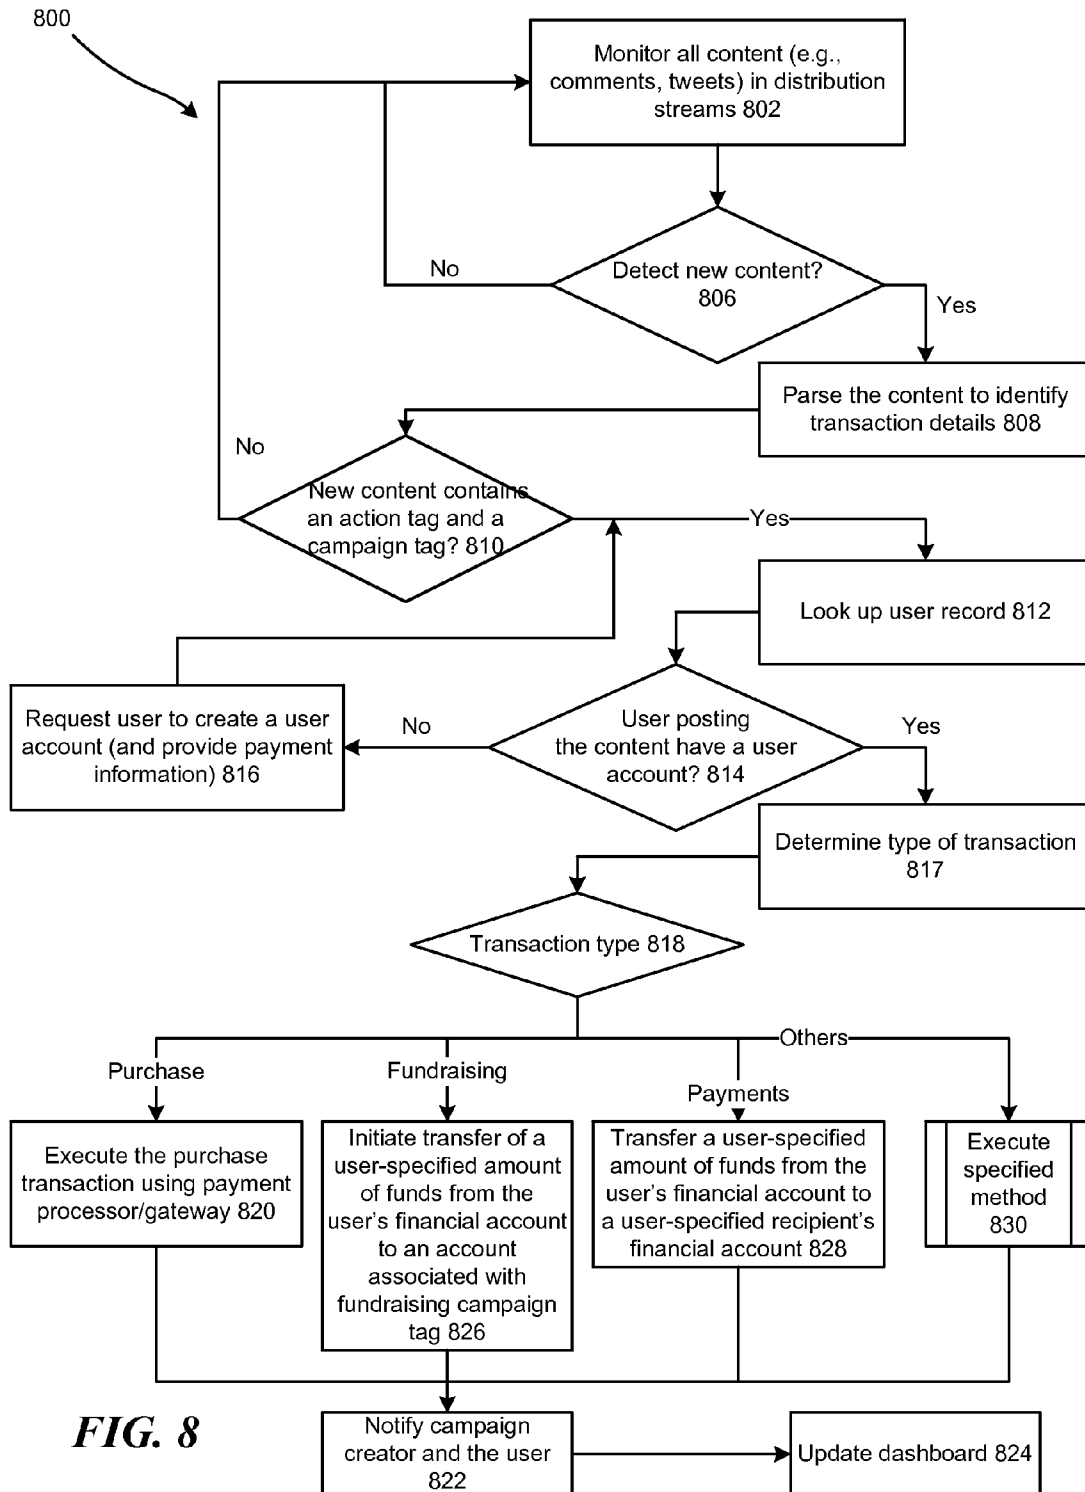 800
Monitor all content (e.g.,
comments, tweets) in distribution
streams 802
No
Detect new content?
806
Yes
Parse the content to identify
transaction details 808
No
New content contains
an action tag and a
campaign tag? 810
Yes
Look up user record 812
Request user to create a user
account (and provide payment
information) 816
No
User posting
the content have a user
account? 814
Yes
Determine type of transaction
817
Transaction type 818
Others
Purchase
Fundraising
Payments
Execute the purchase
transaction using payment
processor/gateway 820
Initiate transfer of a
user-specified amount
of funds from the
user's financial account
to an account
associated with
fundraising campaign
tag 826
Transfer a user-specified
amount of funds from the
user's financial account to
a user-specified recipient's
financial account 828
Execute
specified
method
830
FIG. 8
Notify campaign
creator and the user
822
Update dashboard 824